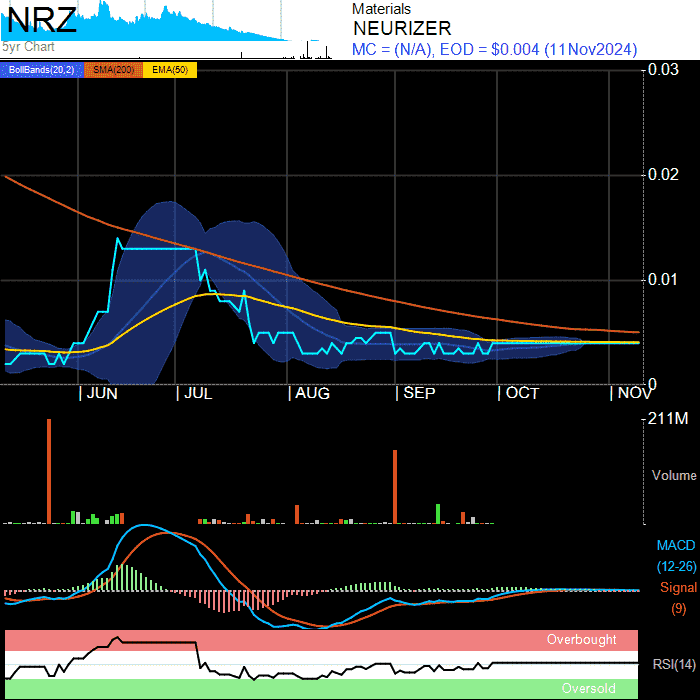 NRZ
5yr Chart
Materials
NEURIZER
MC = (N/A), EOD = $0.004 (11Nov2024)
BollBands(20,2) SMA(200) EMA(50)
0.03
0.02
0.01
0
JUN JUL AUG SEP OCT NOV
211M
Volume
MACD
(12-26)
Signal
(9)
Overbought
RSI(14)
Oversold